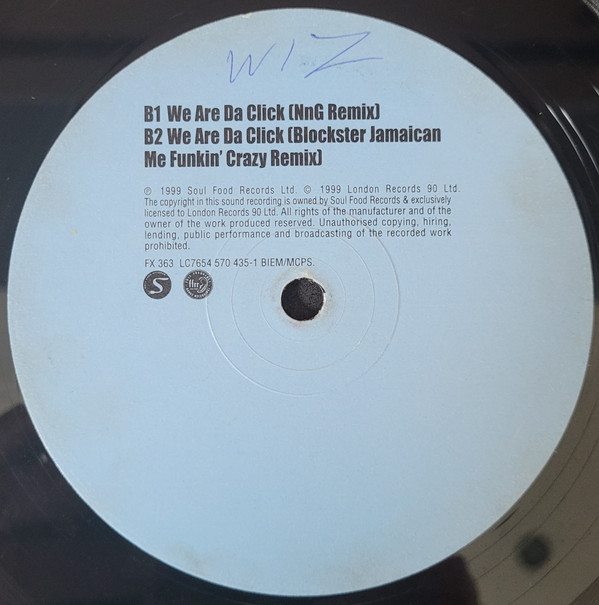 WIZ
B1 We Are Da Click (NnG Remix)
B2 We Are Da Click (Blockster Jamaican
Me Funkin' Crazy Remix)
℗ 1999 Soul Food Records Ltd. © 1999 London Records 90 Ltd.
The copyright in this sound recording is owned by Soul Food Records & exclusively
licensed to London Records 90 Ltd. All rights of the manufacturer and of the
owner of the work produced reserved. Unauthorised copying, hiring,
lending, public performance and broadcasting of the recorded work
prohibited.
FX 363 LC7654 570 435-1 BIEM/MCPS.
S ffrr